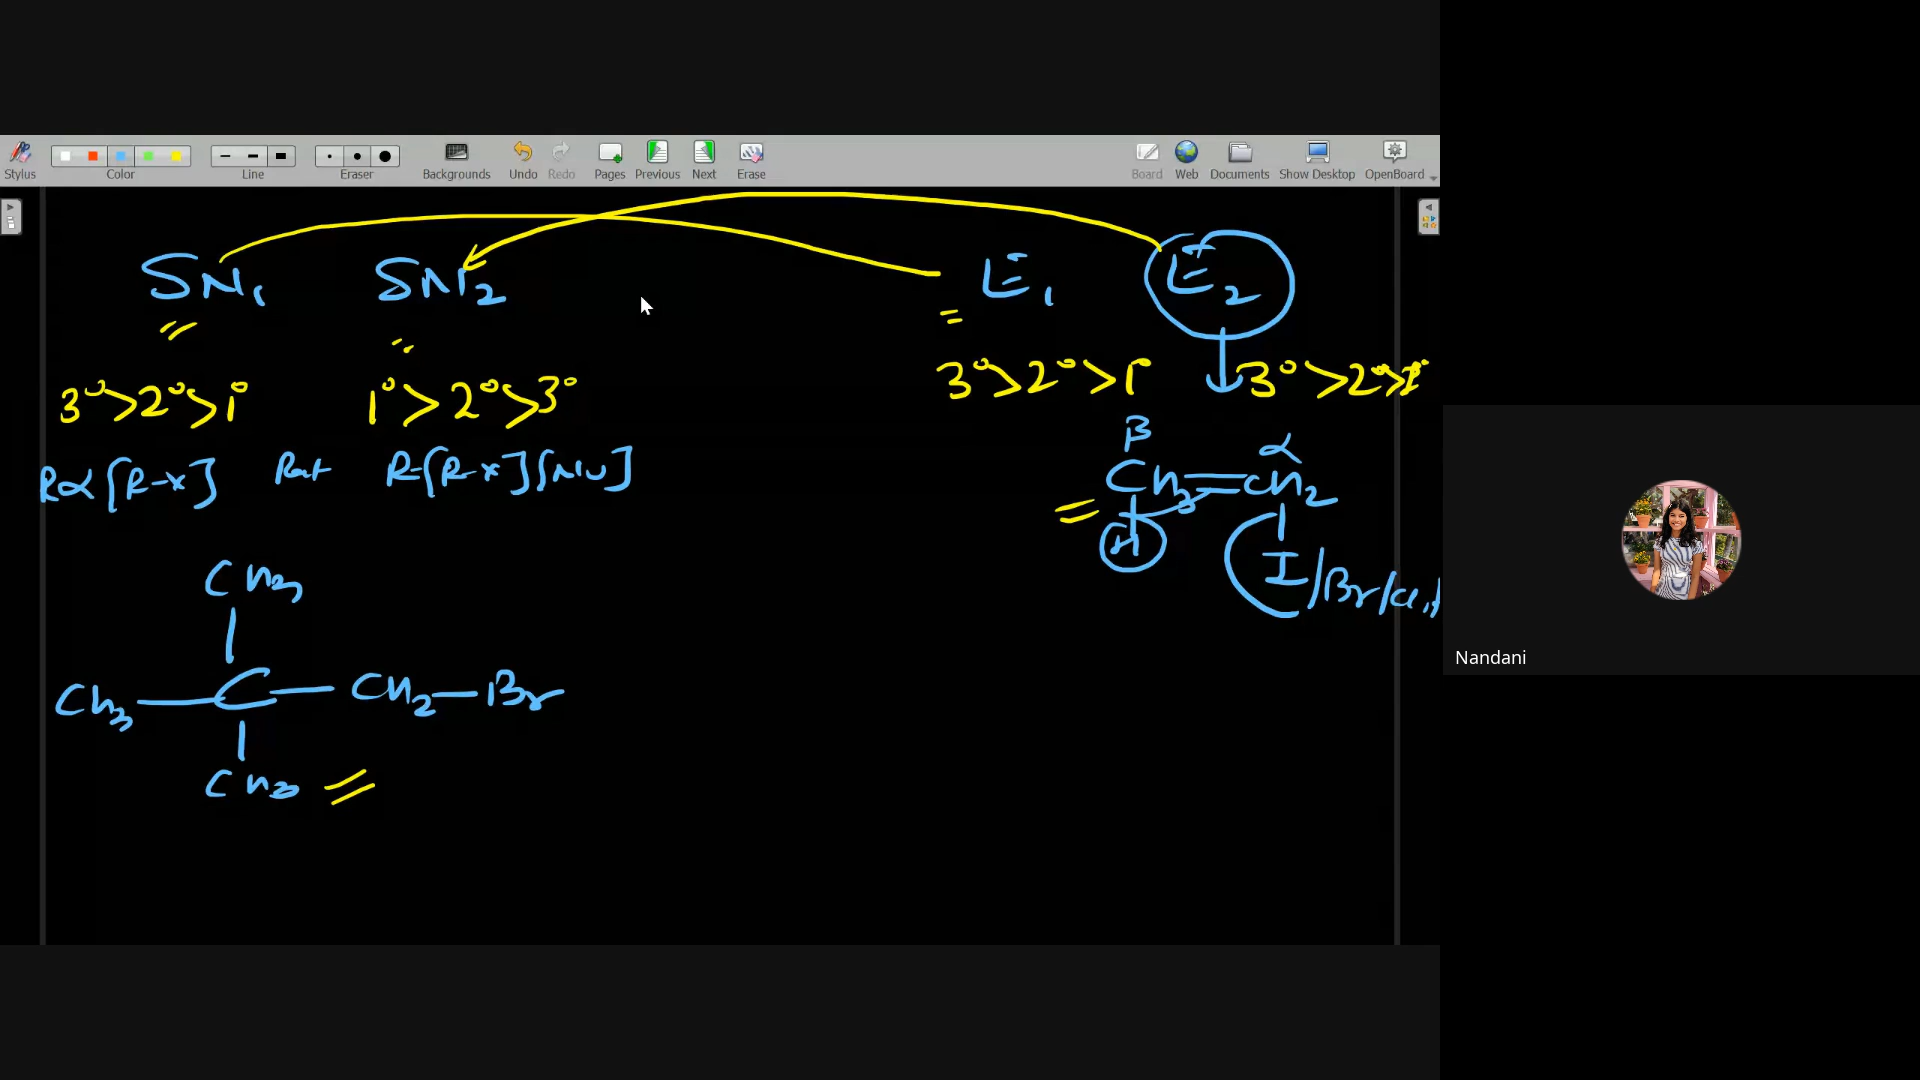 Stylus Color Line Eraser Backgrounds Undo Redo Pages Previous Next Erase Board Web Documents Show Desktop OpenBoard
SN1 SN2 E1 E2
3°>2°>1° 1°>2°>3° 3°>2°>1° 3°>2°>1°
β α
Rα[R-x] Rat R=[R-x][Nu] CH3=CH2
H I/Br/Cl
CH3
CH3—C—CH2—Br
CH3
Nandani